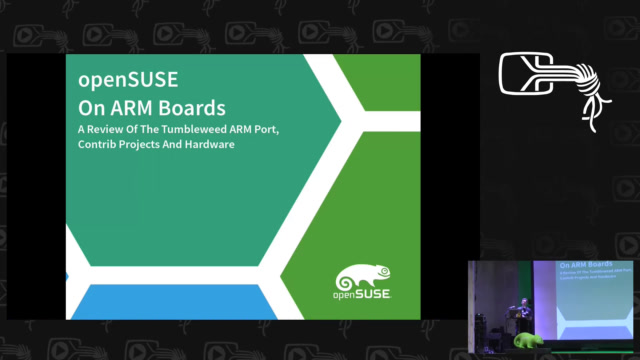 openSUSE
On ARM Boards
A Review Of The Tumbleweed ARM Port,
Contrib Projects And Hardware
openSUSE
On ARM Boards
A Review Of The Tumbleweed ARM Port,
Contrib Projects And Hardware